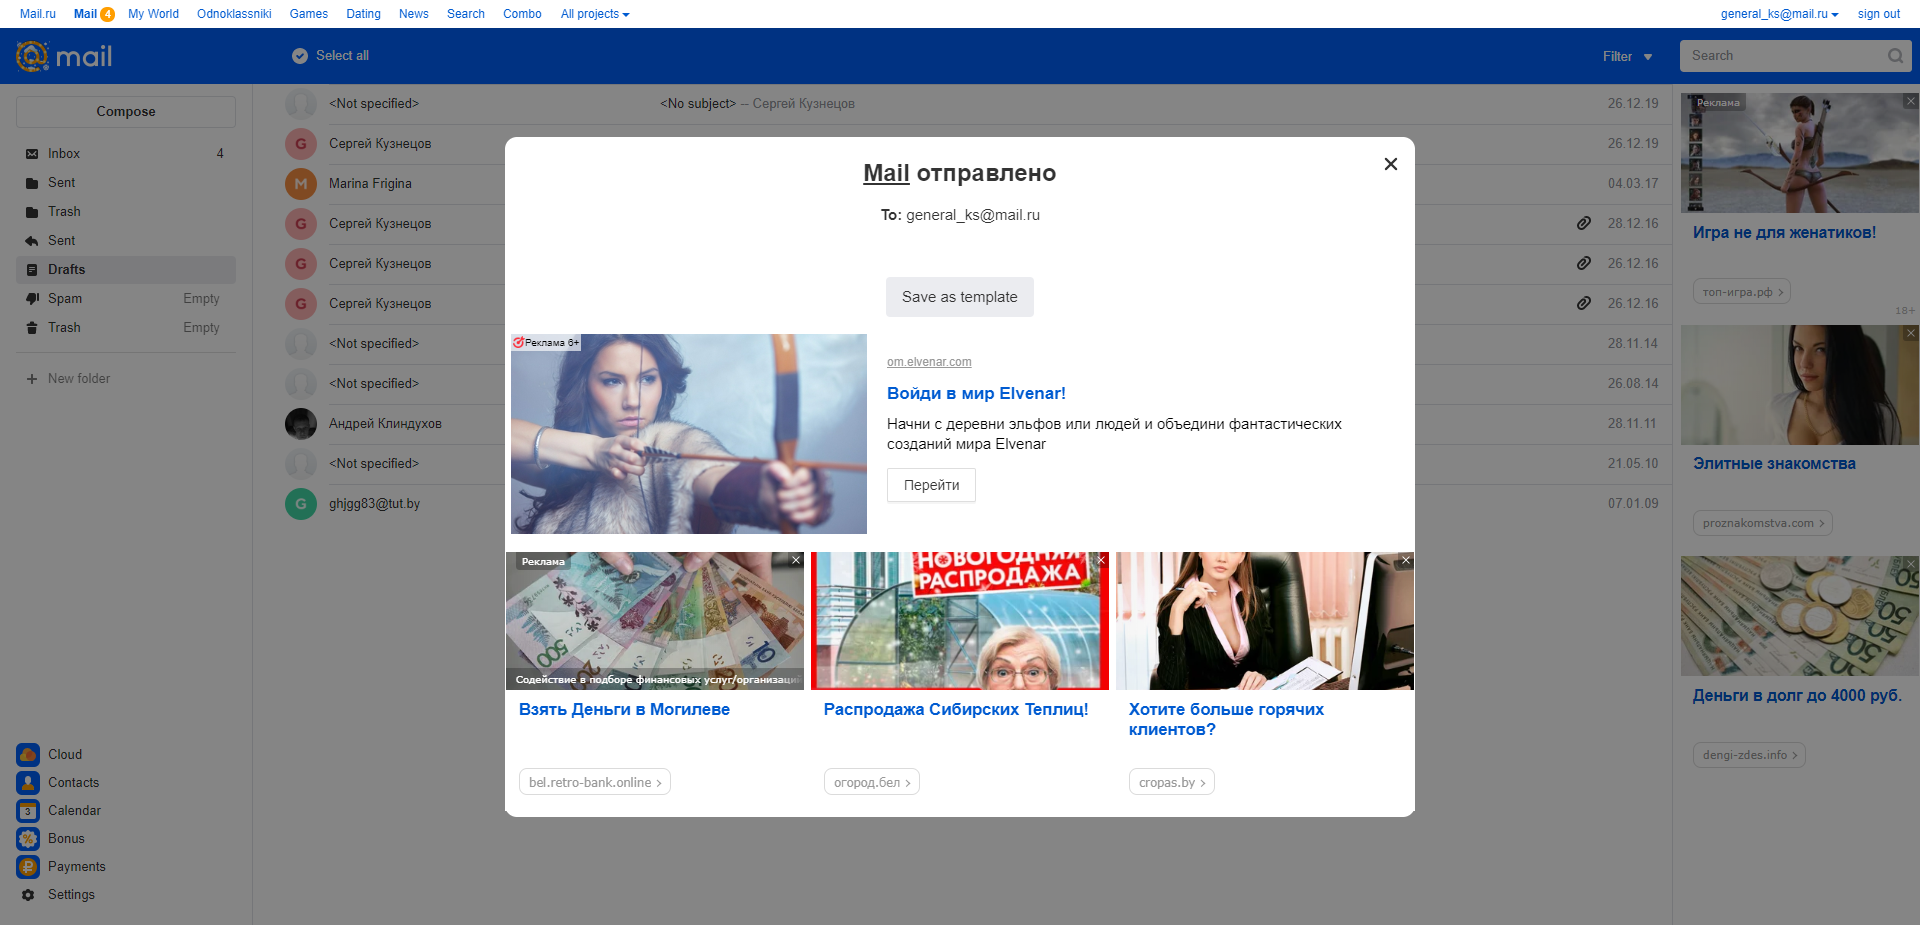 Mail.ru Mail 4 My World Odnoklassniki Games Dating News Search Combo All projects general_ks@mail.ru sign out
mail Select all Filter Search
Compose
Inbox 4
Sent
Trash
Sent
Drafts
Spam Empty
Trash Empty
New folder
Cloud
Contacts
3 Calendar
Bonus
Payments
Settings
<Not specified> <No subject> -- Сергей Кузнецов 26.12.19
G Сергей Кузнецов 26.12.19
M Marina Frigina 04.03.17
G Сергей Кузнецов 28.12.16
G Сергей Кузнецов 26.12.16
G Сергей Кузнецов 26.12.16
<Not specified> 28.11.14
<Not specified> 26.08.14
Андрей Клиндухов 28.11.11
<Not specified> 21.05.10
G ghjgg83@tut.by 07.01.09
Mail отправлено
To: general_ks@mail.ru
Save as template
Реклама 6+
om.elvenar.com
Войди в мир Elvenar!
Начни с деревни эльфов или людей и объедини фантастических
созданий мира Elvenar
Перейти
Реклама
500
10
Содействие в подборе финансовых услуг/организаций
Взять Деньги в Могилеве
bel.retro-bank.online
НОВОГОДНЯЯ
РАСПРОДАЖА
Распродажа Сибирских Теплиц!
огород.бел
Хотите больше горячих
клиентов?
cropas.by
Реклама
Игра не для женатиков!
топ-игра.рф
18+
Элитные знакомства
proznakomstva.com
50
50
Деньги в долг до 4000 руб.
dengi-zdes.info